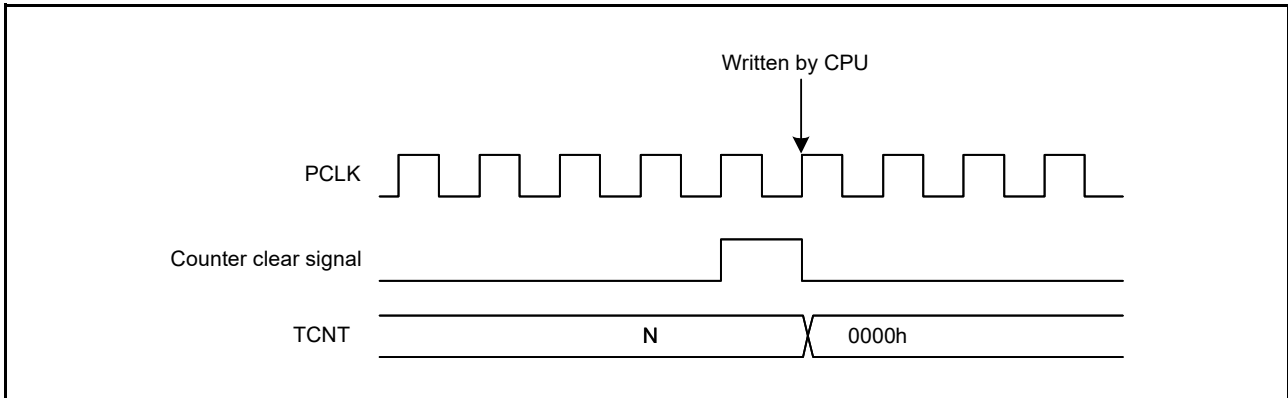 Written by CPU
PCLK
Counter clear signal
TCNT N 0000h